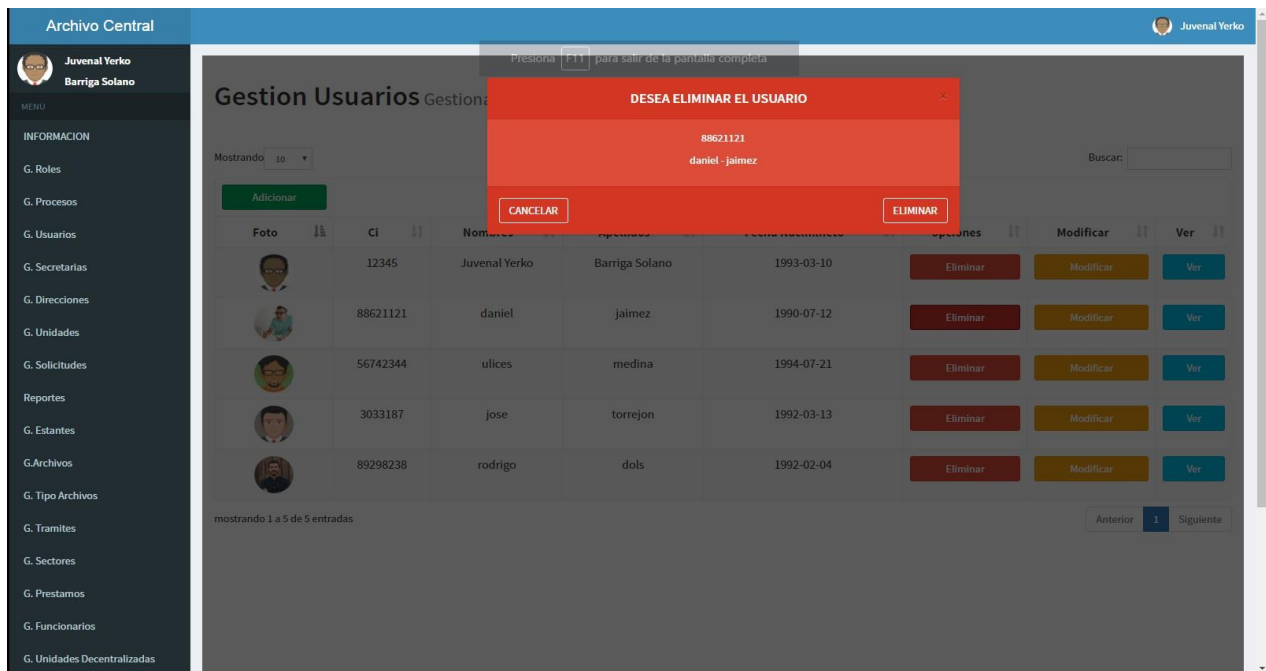 Archivo Central
Juvenal Yerko
Juvenal Yerko
Barriga Solano
MENU
INFORMACION
G. Roles
G. Procesos
G. Usuarios
G. Secretarias
G. Direcciones
G. Unidades
G. Solicitudes
Reportes
G. Estantes
G.Archivos
G. Tipo Archivos
G. Tramites
G. Sectores
G. Prestamos
G. Funcionarios
G. Unidades Decentralizadas
Presiona F11 para salir de la pantalla completa
Gestion Usuarios
DESEA ELIMINAR EL USUARIO ×
88621121
daniel - jaimez
CANCELAR ELIMINAR
Mostrando 10 Buscar:
Adicionar
Foto Ci Modificar Ver
12345 Juvenal Yerko Barriga Solano 1993-03-10 Eliminar Modificar Ver
88621121 daniel jaimez 1990-07-12 Eliminar Modificar Ver
56742344 ulices medina 1994-07-21 Eliminar Modificar Ver
3033187 jose torrejon 1992-03-13 Eliminar Modificar Ver
89298238 rodrigo dols 1992-02-04 Eliminar Modificar Ver
mostrando 1 a 5 de 5 entradas Anterior 1 Siguiente